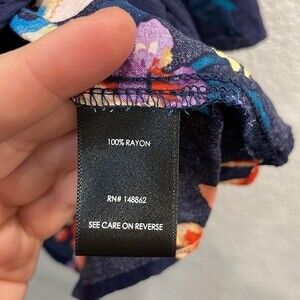 100% RAYON
RN# 148862
SEE CARE ON REVERSE